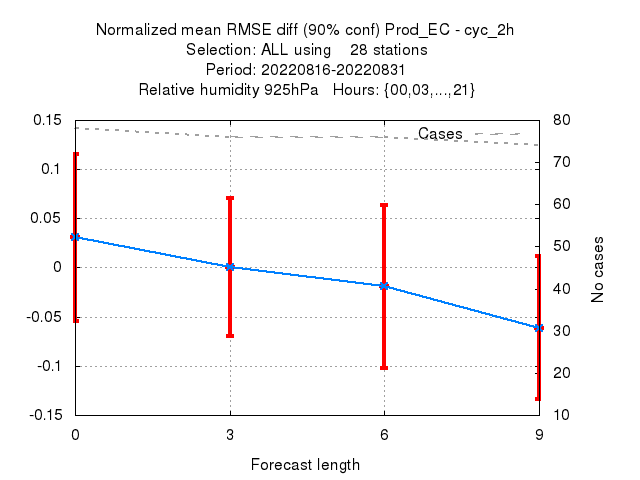 Normalized mean RMSE diff (90% conf) Prod_EC - cyc_2h
Selection: ALL using    28 stations
Period: 20220816-20220831
Relative humidity 925hPa   Hours: {00,03,...,21}
0.15
0.1
0.05
0
-0.05
-0.1
-0.15
80
70
60
50
40
30
20
10
Cases
No cases
0 3 6 9
Forecast length